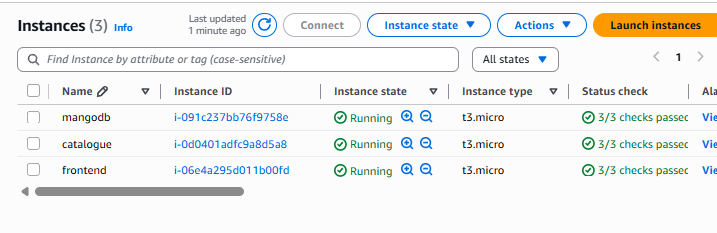 Instances (3) Info
Last updated
1 minute ago
Connect
Instance state
Actions
Launch instances
Find Instance by attribute or tag (case-sensitive)
All states
1
Name Instance ID Instance state Instance type Status check Ala
mangodb i-091c237bb76f9758e Running t3.micro 3/3 checks passec Vie
catalogue i-0d0401adfc9a8d5a8 Running t3.micro 3/3 checks passec Vie
frontend i-06e4a295d011b00fd Running t3.micro 3/3 checks passec Vie